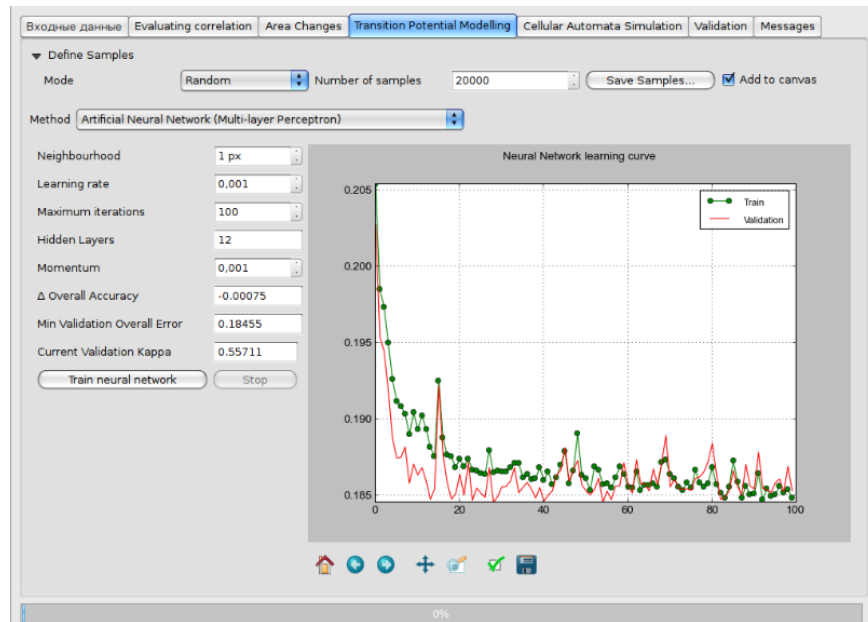 Входные данные Evaluating correlation Area Changes Transition Potential Modelling Cellular Automata Simulation Validation Messages
Define Samples
Mode Random Number of samples 20000 Save Samples... Add to canvas
Method Artificial Neural Network (Multi-layer Perceptron)
Neighbourhood 1 px
Learning rate 0,001
Maximum iterations 100
Hidden Layers 12
Momentum 0,001
Δ Overall Accuracy -0.00075
Min Validation Overall Error 0.18455
Current Validation Kappa 0.55711
Train neural network Stop
Neural Network learning curve
0.205
0.200
0.195
0.190
0.185
0 20 40 60 80 100
Train
Validation
0%